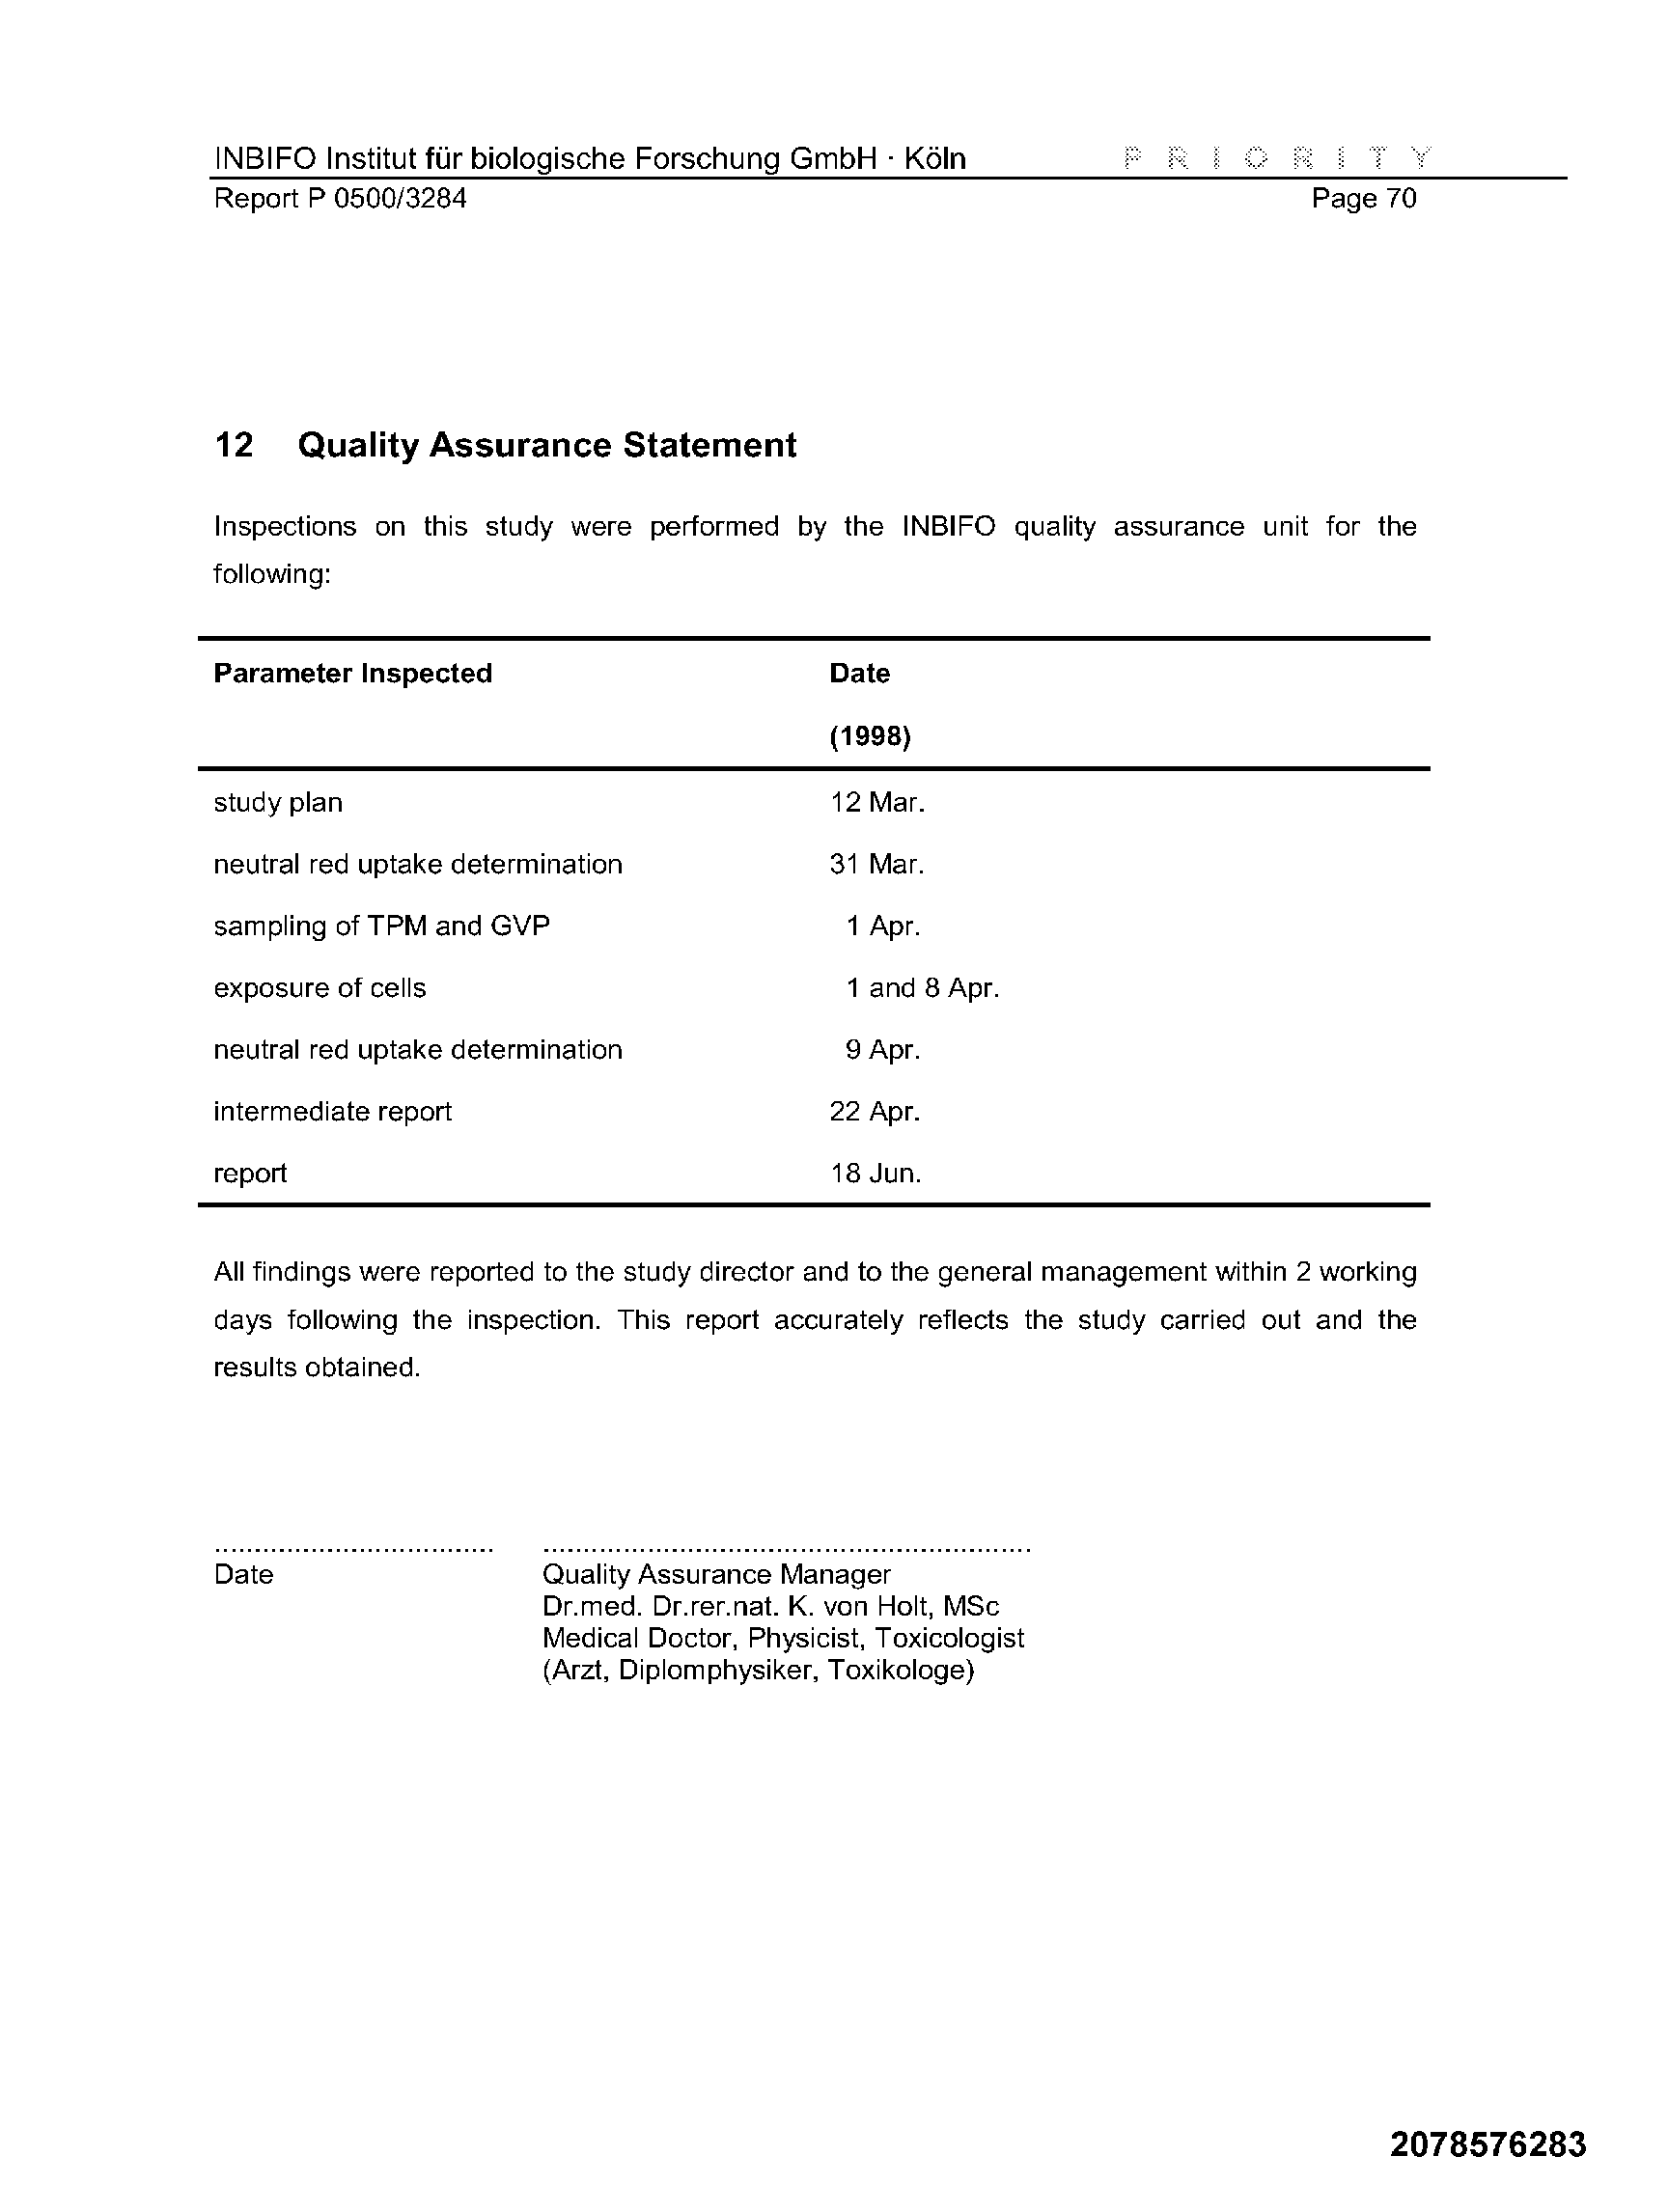 INBIFO Institut für biologische Forschung GmbH · Köln P R I O R I T Y
Report P 0500/3284 Page 70
12 Quality Assurance Statement
Inspections on this study were performed by the INBIFO quality assurance unit for the
following:
Parameter Inspected Date
(1998)
study plan 12 Mar.
neutral red uptake determination 31 Mar.
sampling of TPM and GVP 1 Apr.
exposure of cells 1 and 8 Apr.
neutral red uptake determination 9 Apr.
intermediate report 22 Apr.
report 18 Jun.
All findings were reported to the study director and to the general management within 2 working
days following the inspection. This report accurately reflects the study carried out and the
results obtained.
Date Quality Assurance Manager
Dr.med. Dr.rer.nat. K. von Holt, MSc
Medical Doctor, Physicist, Toxicologist
(Arzt, Diplomphysiker, Toxikologe)
2078576283